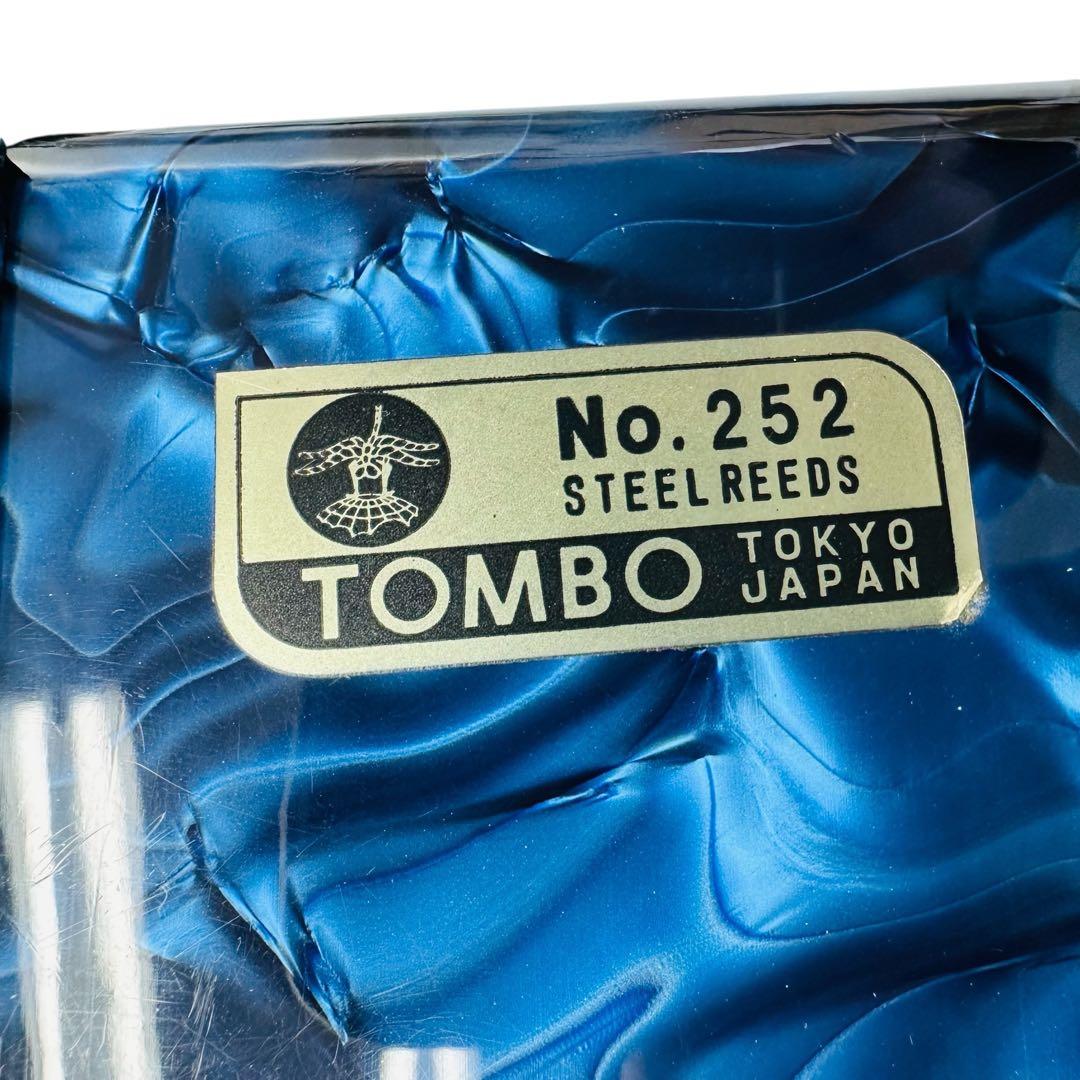 No. 252
STEEL REEDS
TOMBO
TOKYO
JAPAN